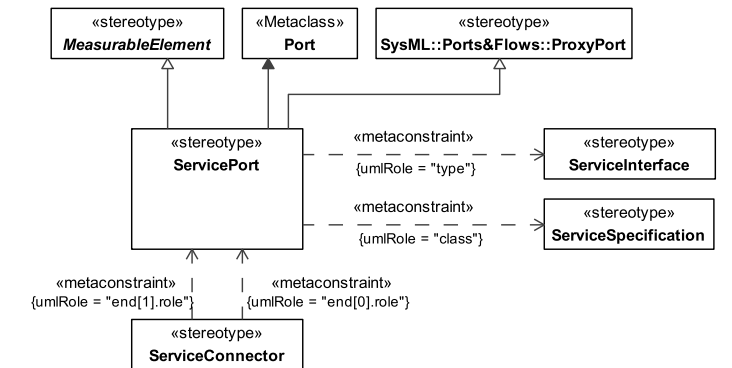 «stereotype»
MeasurableElement
«Metaclass»
Port
«stereotype»
SysML::Ports&Flows::ProxyPort
«stereotype»
ServicePort
«metaconstraint»
{umlRole = "type"}
«stereotype»
ServiceInterface
«metaconstraint»
{umlRole = "class"}
«stereotype»
ServiceSpecification
«metaconstraint»
{umlRole = "end[1].role"}
«metaconstraint»
{umlRole = "end[0].role"}
«stereotype»
ServiceConnector